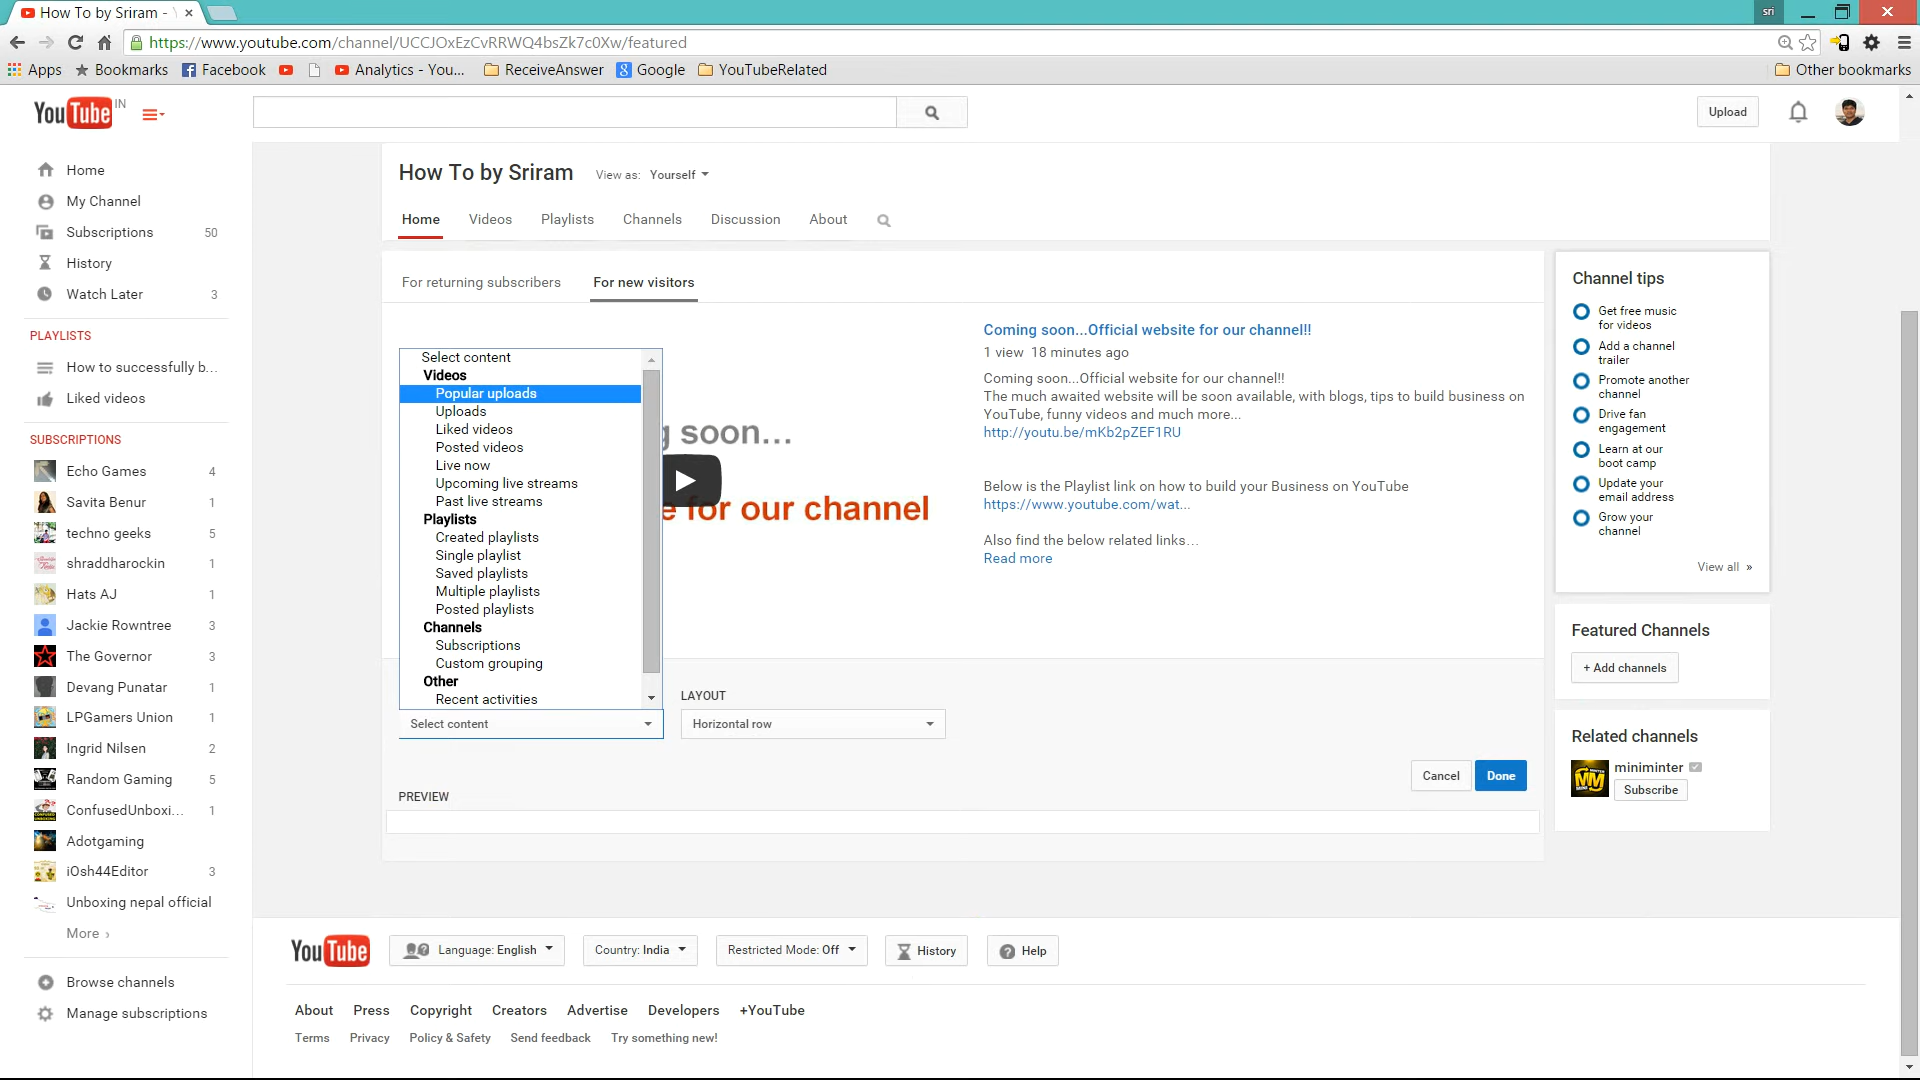 How To by Sriram - Y
sri
https://www.youtube.com/channel/UCCJOxEzCvRRWQ4bsZk7c0Xw/featured
Apps Bookmarks Facebook Analytics - You... ReceiveAnswer Google YouTubeRelated Other bookmarks
YouTube IN
Upload
Home
My Channel
Subscriptions 50
History
Watch Later 3
PLAYLISTS
How to successfully b...
Liked videos
SUBSCRIPTIONS
Echo Games 4
Savita Benur 1
techno geeks 5
shraddharockin 1
Hats AJ 1
Jackie Rowntree 3
The Governor 3
Devang Punatar 1
LPGamers Union 1
Ingrid Nilsen 2
Random Gaming 5
ConfusedUnboxi... 1
Adotgaming
iOsh44Editor 3
Unboxing nepal official
More ›
Browse channels
Manage subscriptions
How To by Sriram View as: Yourself
Home Videos Playlists Channels Discussion About
For returning subscribers For new visitors
Select content
Videos
Popular uploads
Uploads
Liked videos
Posted videos
Live now
Upcoming live streams
Past live streams
Playlists
Created playlists
Single playlist
Saved playlists
Multiple playlists
Posted playlists
Channels
Subscriptions
Custom grouping
Other
Recent activities
Select content
g soon...
e for our channel
Coming soon...Official website for our channel!!
1 view 18 minutes ago
Coming soon...Official website for our channel!!
The much awaited website will be soon available, with blogs, tips to build business on
YouTube, funny videos and much more...
http://youtu.be/mKb2pZEF1RU
Below is the Playlist link on how to build your Business on YouTube
https://www.youtube.com/wat...
Also find the below related links…
Read more
LAYOUT
Horizontal row
Cancel Done
PREVIEW
Channel tips
Get free music
for videos
Add a channel
trailer
Promote another
channel
Drive fan
engagement
Learn at our
boot camp
Update your
email address
Grow your
channel
View all »
Featured Channels
+ Add channels
Related channels
MM
miniminter
Subscribe
YouTube Language: English Country: India Restricted Mode: Off History Help
About Press Copyright Creators Advertise Developers +YouTube
Terms Privacy Policy & Safety Send feedback Try something new!